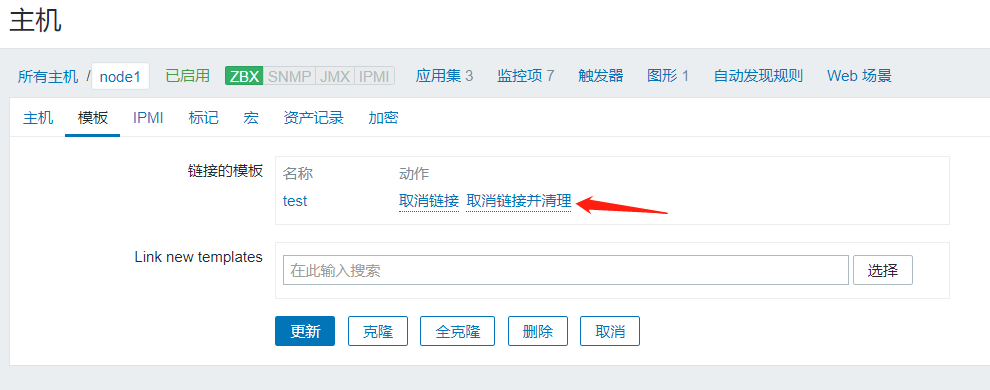 主机
所有主机 / node1 已启用 ZBX SNMP JMX IPMI 应用集 3 监控项 7 触发器 图形 1 自动发现规则 Web 场景
主机 模板 IPMI 标记 宏 资产记录 加密
链接的模板 名称 动作
test 取消链接 取消链接并清理
Link new templates 在此输入搜索 选择
更新 克隆 全克隆 删除 取消